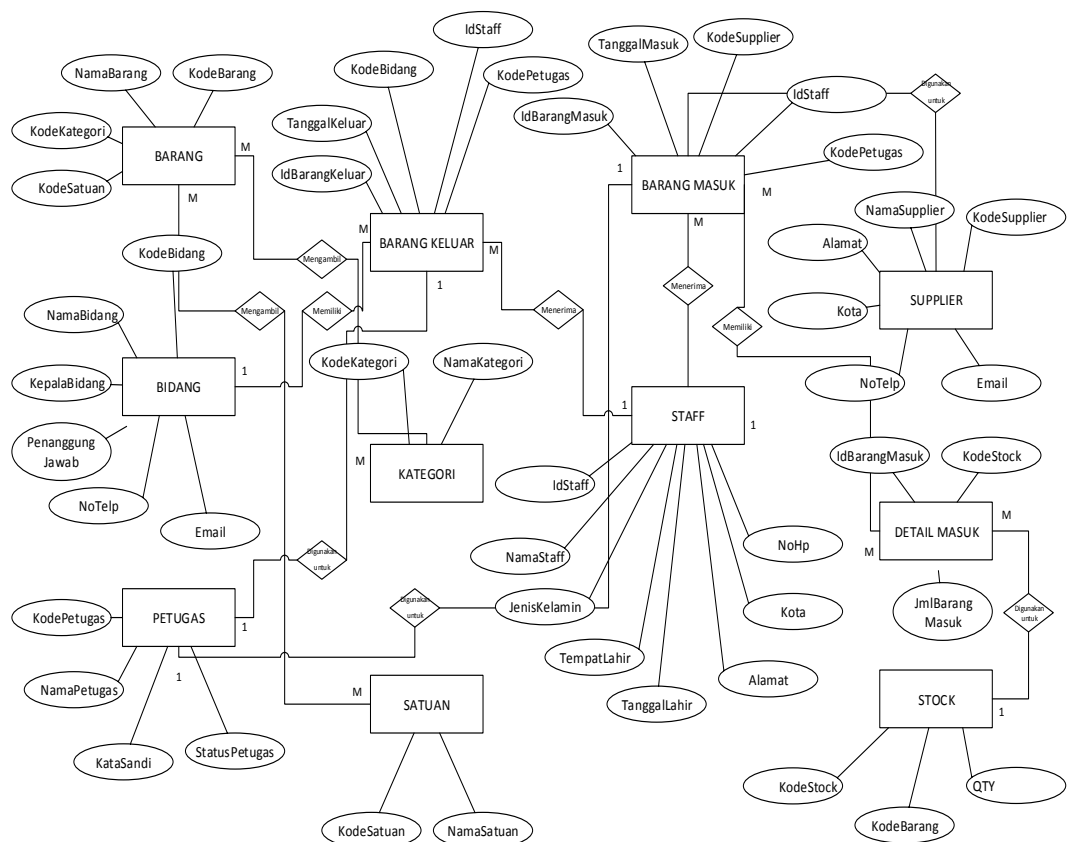 IdStaff
TanggalMasuk
KodeSupplier
NamaBarang
KodeBarang
KodeBidang
KodePetugas
IdStaff
Digunakan
untuk
IdBarangMasuk
KodeKategori
TanggalKeluar
BARANG
M
KodePetugas
IdBarangKeluar
1
BARANG MASUK
M
KodeSatuan
M
NamaSupplier
KodeSupplier
M
M
KodeBidang
BARANG KELUAR
M
Alamat
Mengambil
1
Menerima
SUPPLIER
Mengambil
Memiliki
Menerima
Kota
NamaBidang
Memiliki
KodeKategori
NamaKategori
KepalaBidang
BIDANG
1
NoTelp
Email
1
STAFF
1
Penanggung
Jawab
M
KATEGORI
IdBarangMasuk
KodeStock
IdStaff
NoTelp
Email
DETAIL MASUK
M
NamaStaff
NoHp
M
Digunakan
untuk
KodePetugas
PETUGAS
1
Digunakan
untuk
JenisKelamin
Kota
JmlBarang
Masuk
Digunakan
untuk
1
TempatLahir
Alamat
NamaPetugas
M
SATUAN
TanggalLahir
STOCK
1
KataSandi
StatusPetugas
KodeStock
QTY
KodeSatuan
NamaSatuan
KodeBarang